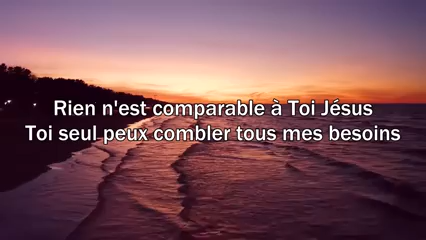 Rien n'est comparable à Toi Jésus
Toi seul peux combler tous mes besoins